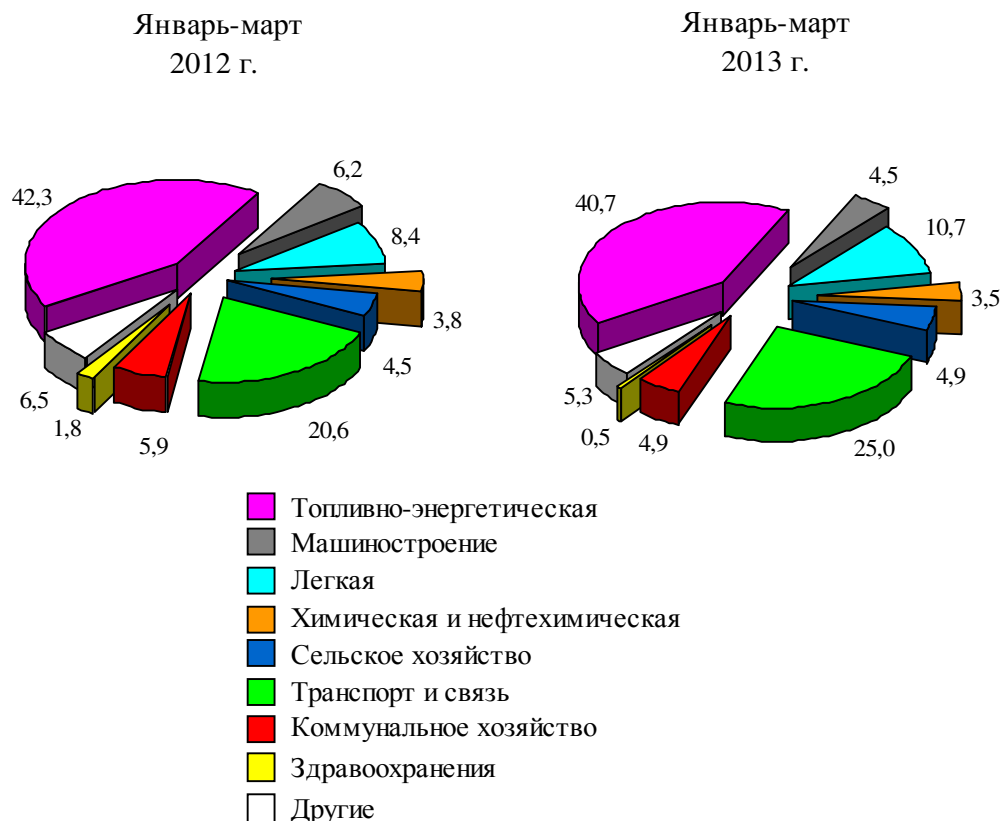 Январь-март
2012 г.
Январь-март
2013 г.
6,2
42,3
8,4
3,8
4,5
6,5
1,8
5,9
20,6
4,5
40,7
10,7
3,5
4,9
5,3
0,5
4,9
25,0
Топливно-энергетическая
Машиностроение
Легкая
Химическая и нефтехимическая
Сельское хозяйство
Транспорт и связь
Коммунальное хозяйство
Здравоохранения
Другие